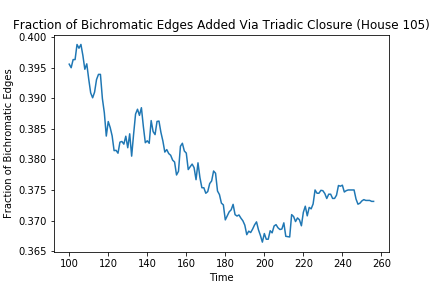 Fraction of Bichromatic Edges Added Via Triadic Closure (House 105)
Fraction of Bichromatic Edges
0.400
0.395
0.390
0.385
0.380
0.375
0.370
0.365
100 120 140 160 180 200 220 240 260
Time